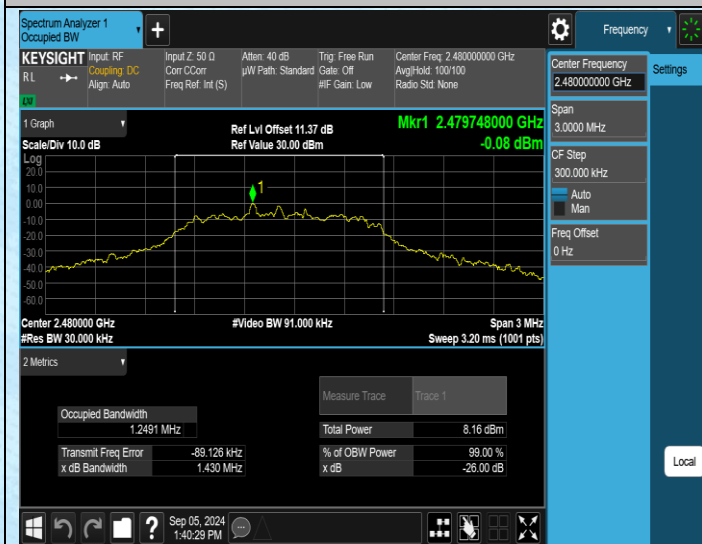 Spectrum Analyzer 1
Occupied BW
KEYSIGHT
R L
LXI
Input: RF
Coupling: DC
Align: Auto
Input Z: 50 Ω
Corr CCorr
Freq Ref: Int (S)
Atten: 40 dB
µW Path: Standard
Trig: Free Run
Gate: Off
#IF Gain: Low
Center Freq: 2.480000000 GHz
Avg|Hold: 100/100
Radio Std: None
1 Graph
Scale/Div 10.0 dB
Ref Lvl Offset 11.37 dB
Ref Value 30.00 dBm
Mkr1 2.479748000 GHz
-0.08 dBm
Log
20.0
10.0
0.00
-10.0
-20.0
-30.0
-40.0
-50.0
-60.0
1
Center 2.480000 GHz
#Res BW 30.000 kHz
#Video BW 91.000 kHz
Span 3 MHz
Sweep 3.20 ms (1001 pts)
2 Metrics
Measure Trace
Trace 1
Occupied Bandwidth
1.2491 MHz
Total Power
8.16 dBm
Transmit Freq Error
-89.126 kHz
% of OBW Power
99.00 %
x dB Bandwidth
1.430 MHz
x dB
-26.00 dB
Frequency
Center Frequency
2.480000000 GHz
Settings
Span
3.0000 MHz
CF Step
300.000 kHz
Auto
Man
Freq Offset
0 Hz
Local
?
Sep 05, 2024
1:40:29 PM